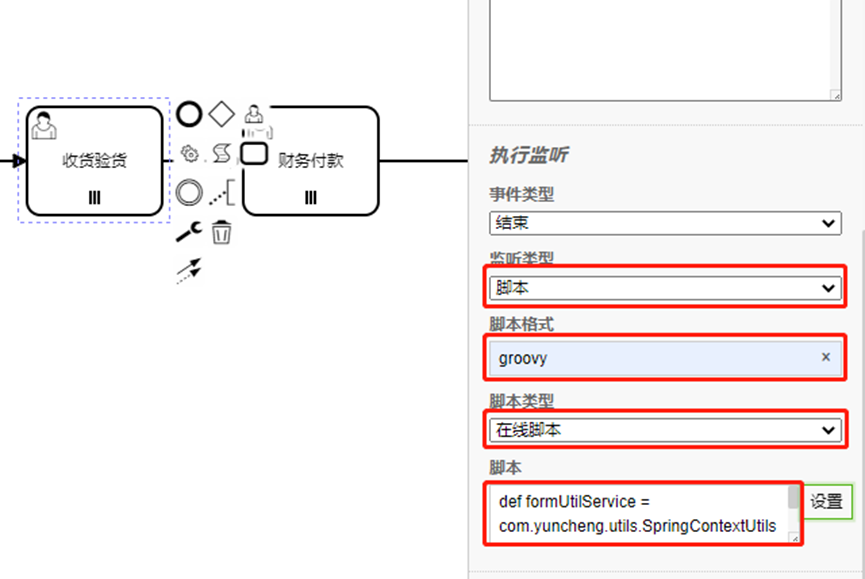 收货验货
财务付款
执行监听
事件类型
结束
监听类型
脚本
脚本格式
groovy
×
脚本类型
在线脚本
脚本
def formUtilService =
com.yuncheng.utils.SpringContextUtils
设置